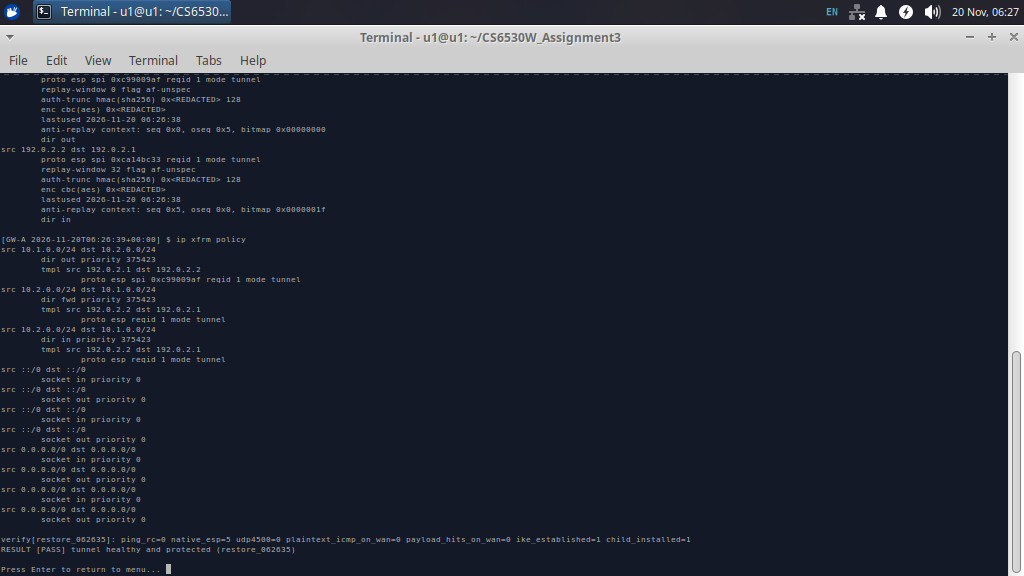 Terminal - u1@u1: ~/CS6530...
EN
20 Nov, 06:27
Terminal - u1@u1: ~/CS6530W_Assignment3
File Edit View Terminal Tabs Help
proto esp spi 0xc99009af reqid 1 mode tunnel
replay-window 0 flag af-unspec
auth-trunc hmac(sha256) 0x<REDACTED> 128
enc cbc(aes) 0x<REDACTED>
lastused 2026-11-20 06:26:38
anti-replay context: seq 0x0, oseq 0x5, bitmap 0x00000000
dir out
src 192.0.2.2 dst 192.0.2.1
proto esp spi 0xca14bc33 reqid 1 mode tunnel
replay-window 32 flag af-unspec
auth-trunc hmac(sha256) 0x<REDACTED> 128
enc cbc(aes) 0x<REDACTED>
lastused 2026-11-20 06:26:38
anti-replay context: seq 0x5, oseq 0x0, bitmap 0x0000001f
dir in
[GW-A 2026-11-20T06:26:39+00:00] $ ip xfrm policy
src 10.1.0.0/24 dst 10.2.0.0/24
dir out priority 375423
tmpl src 192.0.2.1 dst 192.0.2.2
proto esp spi 0xc99009af reqid 1 mode tunnel
src 10.2.0.0/24 dst 10.1.0.0/24
dir fwd priority 375423
tmpl src 192.0.2.2 dst 192.0.2.1
proto esp reqid 1 mode tunnel
src 10.2.0.0/24 dst 10.1.0.0/24
dir in priority 375423
tmpl src 192.0.2.2 dst 192.0.2.1
proto esp reqid 1 mode tunnel
src ::/0 dst ::/0
socket in priority 0
src ::/0 dst ::/0
socket out priority 0
src ::/0 dst ::/0
socket in priority 0
src ::/0 dst ::/0
socket out priority 0
src 0.0.0.0/0 dst 0.0.0.0/0
socket in priority 0
src 0.0.0.0/0 dst 0.0.0.0/0
socket out priority 0
src 0.0.0.0/0 dst 0.0.0.0/0
socket in priority 0
src 0.0.0.0/0 dst 0.0.0.0/0
socket out priority 0
verify[restore_062635]: ping_rc=0 native_esp=5 udp4500=0 plaintext_icmp_on_wan=0 payload_hits_on_wan=0 ike_established=1 child_installed=1
RESULT [PASS] tunnel healthy and protected (restore_062635)
Press Enter to return to menu...